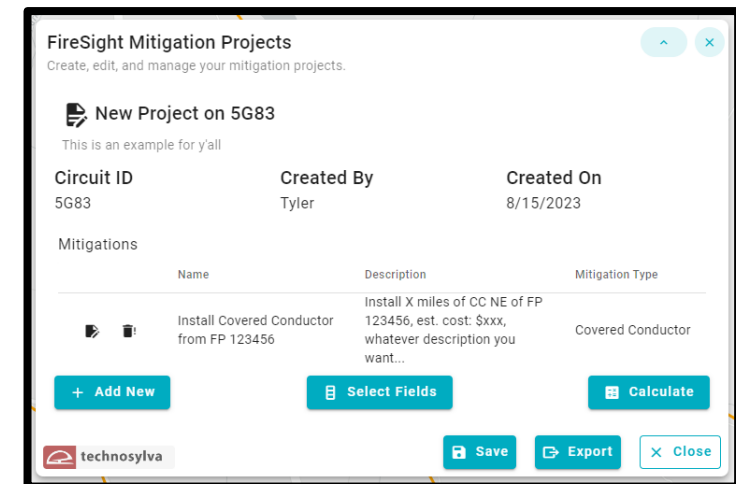 FireSight Mitigation Projects
Create, edit, and manage your mitigation projects.
New Project on 5G83
This is an example for y'all
Circuit ID Created By Created On
5G83 Tyler 8/15/2023
Mitigations
Name Description Mitigation Type
Install Covered Conductor from FP 123456
Install X miles of CC NE of FP 123456, est. cost: $xxx, whatever description you want...
Covered Conductor
+ Add New Select Fields Calculate
technosylva Save Export X Close